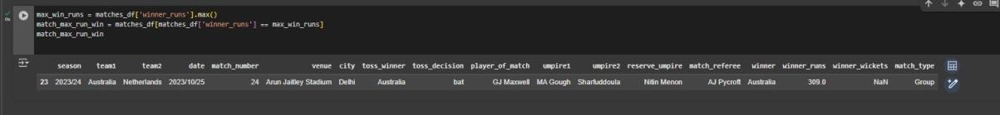 max_win_runs = matches_df['winner_runs'].max()
match_max_run_win = matches_df[matches_df['winner_runs'] == max_win_runs]
match_max_run_win
season team1 team2 date match_number venue city toss_winner toss_decision player_of_match umpire1 umpire2 reserve_umpire match_referee winner winner_runs winner_wickets match_type
23 2023/24 Australia Netherlands 2023/10/25 24 Arun Jaitley Stadium Delhi Australia bat GJ Maxwell MA Gough Sharfuddoula Nitin Menon AJ Pycroft Australia 309.0 NaN Group